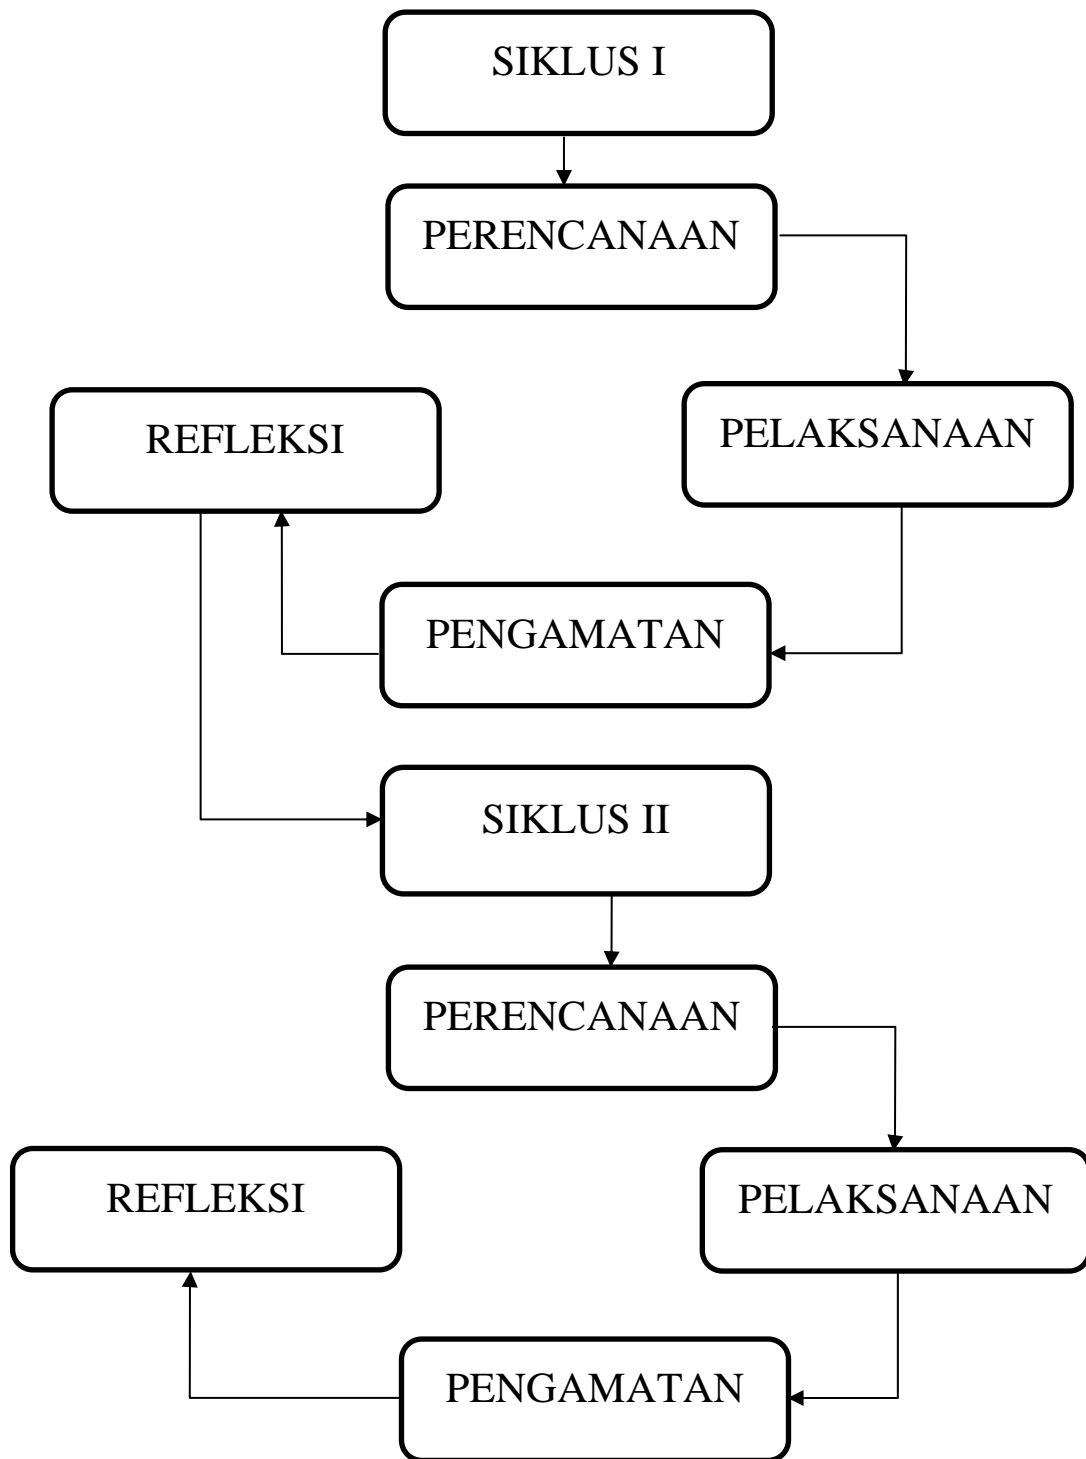 SIKLUS I
PERENCANAAN
PELAKSANAAN
REFLEKSI
PENGAMATAN
SIKLUS II
PERENCANAAN
PELAKSANAAN
REFLEKSI
PENGAMATAN